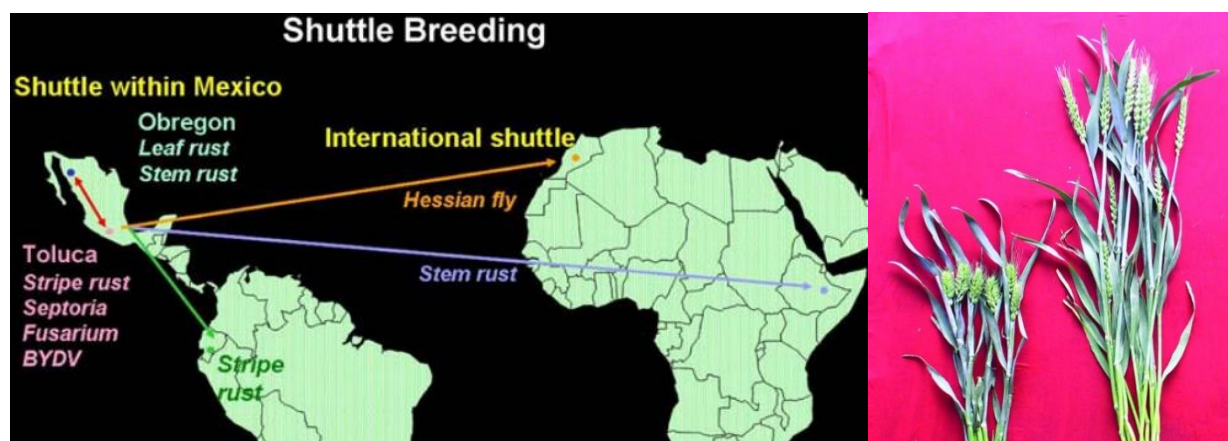 Shuttle Breeding
Shuttle within Mexico
Obregon
Leaf rust
Stem rust
International shuttle
Hessian fly
Stem rust
Toluca
Stripe rust
Septoria
Fusarium
BYDV
Stripe
rust